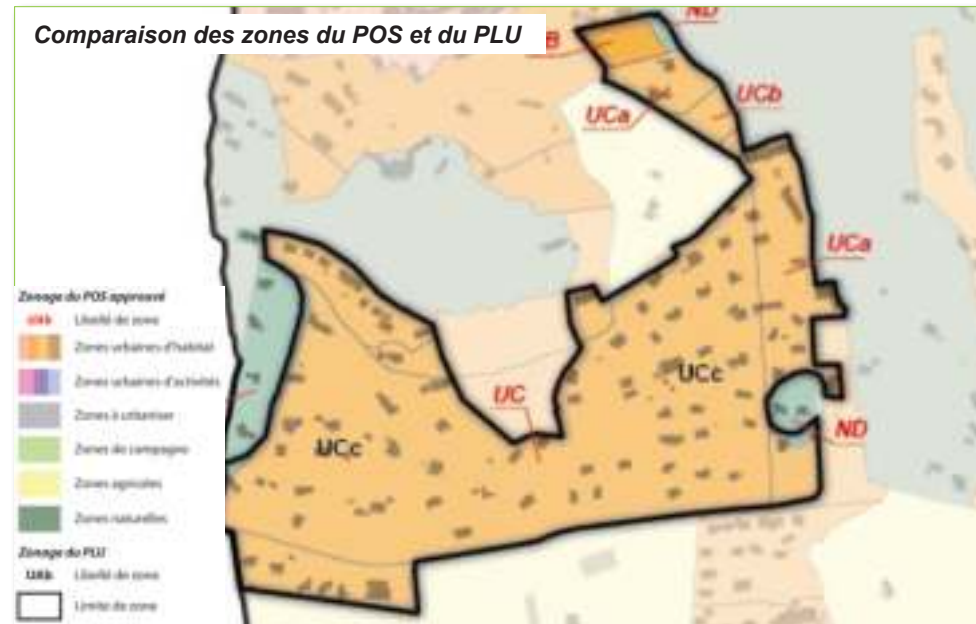 Comparaison des zones du POS et du PLU
ND
UCb
UCa
UCa
UCc
UC
UCc
ND
Zonage du POS approuvé
UAb Libellé de zone
Zones urbaines d'habitat
Zones urbaines d'activités
Zones à urbaniser
Zones de campagne
Zones agricoles
Zones naturelles
Zonage du PLU
UAb Libellé de zone
Limite de zone